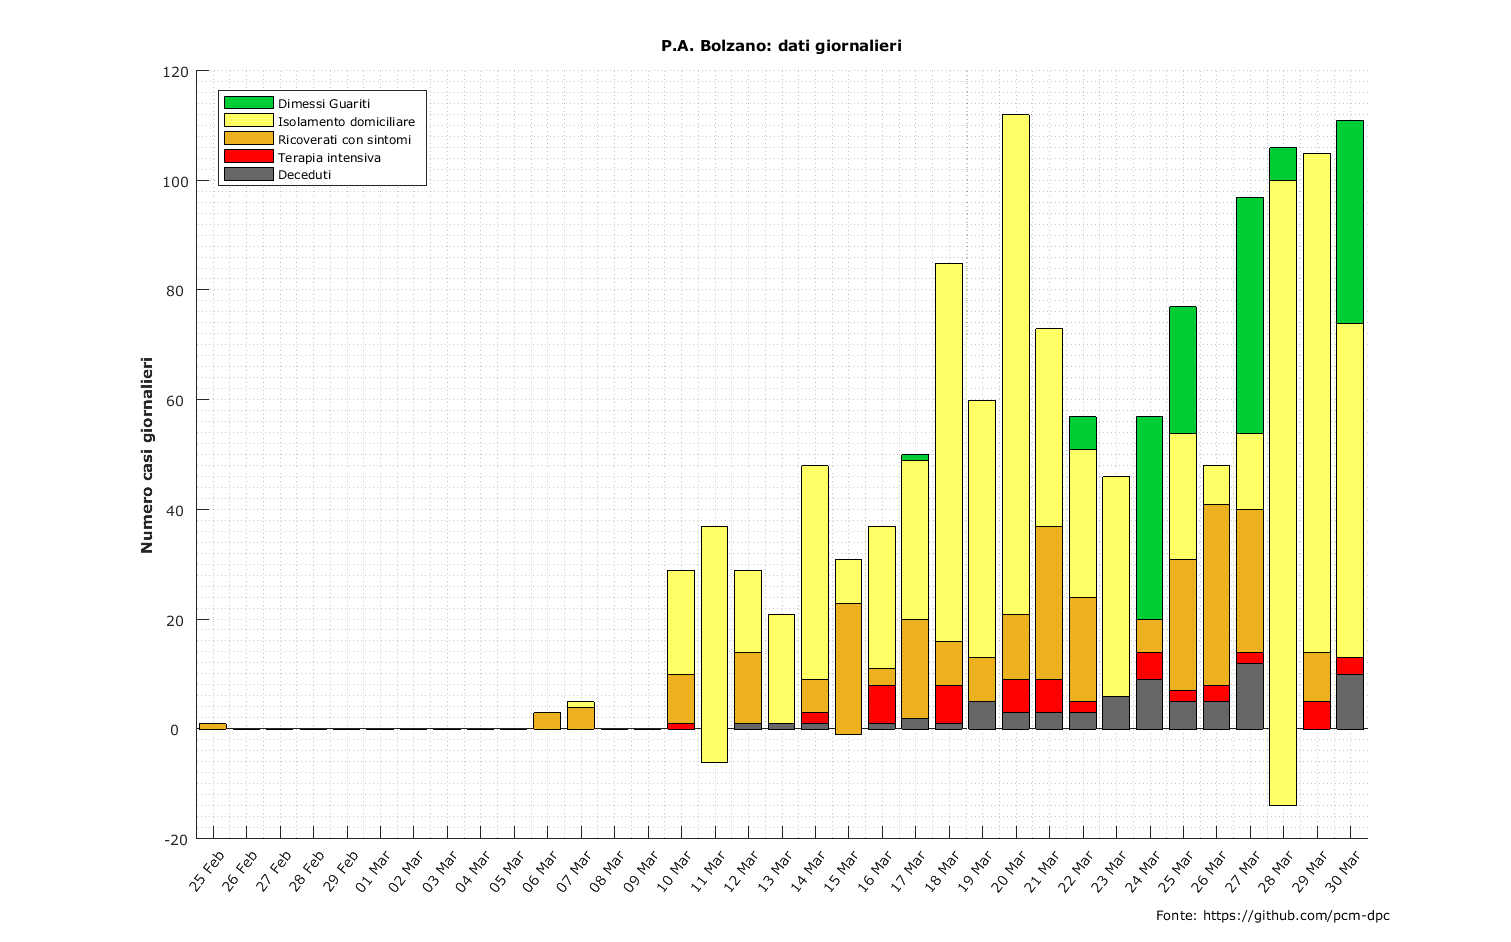 P.A. Bolzano: dati giornalieri
Numero casi giornalieri
120
100
80
60
40
20
0
-20
Dimessi Guariti
Isolamento domiciliare
Ricoverati con sintomi
Terapia intensiva
Deceduti
25 Feb
26 Feb
27 Feb
28 Feb
29 Feb
01 Mar
02 Mar
03 Mar
04 Mar
05 Mar
06 Mar
07 Mar
08 Mar
09 Mar
10 Mar
11 Mar
12 Mar
13 Mar
14 Mar
15 Mar
16 Mar
17 Mar
18 Mar
19 Mar
20 Mar
21 Mar
22 Mar
23 Mar
24 Mar
25 Mar
26 Mar
27 Mar
28 Mar
29 Mar
30 Mar
Fonte: https://github.com/pcm-dpc